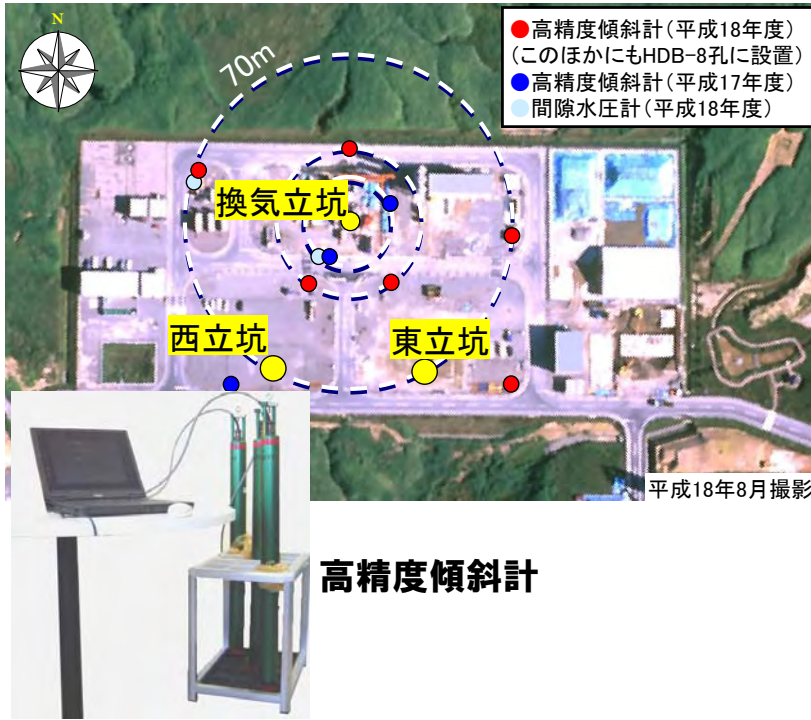 N
70m
●高精度傾斜計(平成18年度)
(このほかにもHDB-8孔に設置)
●高精度傾斜計(平成17年度)
●間隙水圧計(平成18年度)
換気立坑
西立坑
東立坑
平成18年8月撮影
高精度傾斜計